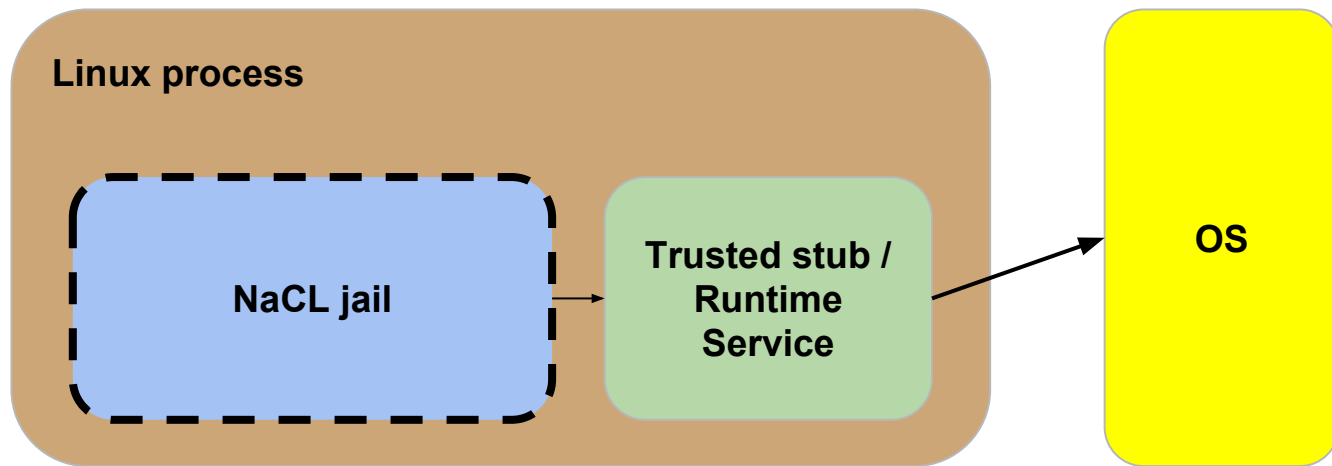 Linux process
NaCL jail
Trusted stub /
Runtime
Service
OS